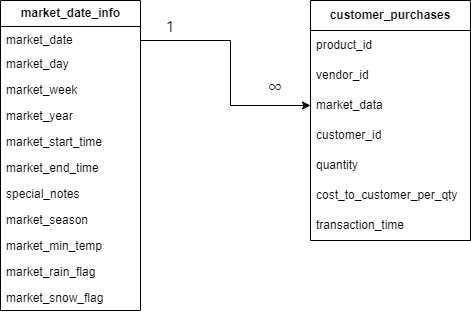 market_date_info
market_date
market_day
market_week
market_year
market_start_time
market_end_time
special_notes
market_season
market_min_temp
market_rain_flag
market_snow_flag
1
∞
customer_purchases
product_id
vendor_id
market_data
customer_id
quantity
cost_to_customer_per_qty
transaction_time